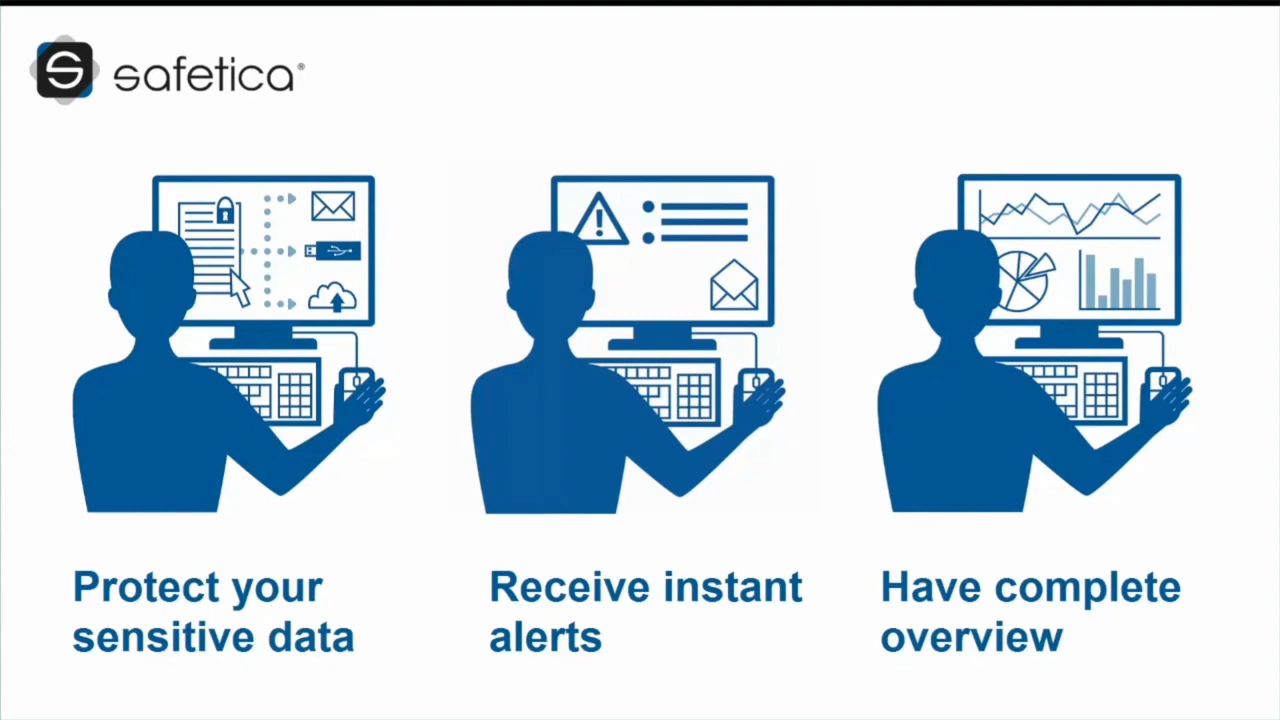 safetica®
Protect your
sensitive data
Receive instant
alerts
Have complete
overview